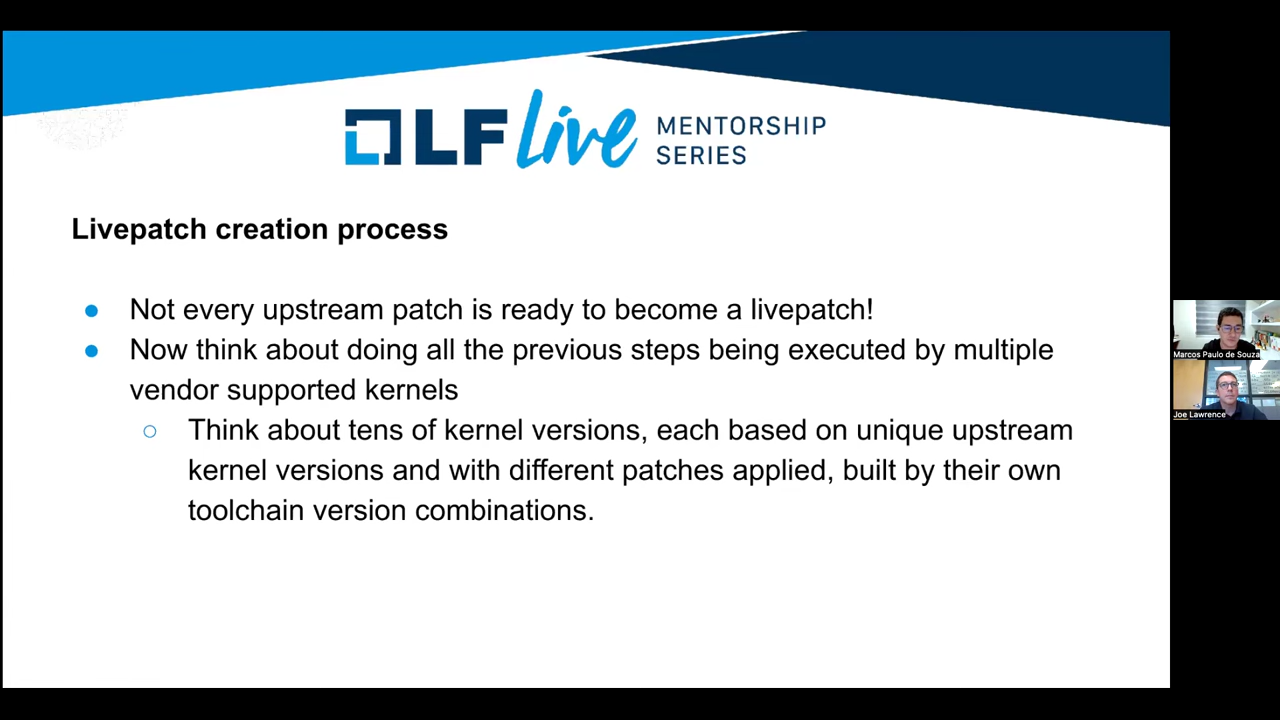 LF Live MENTORSHIP
SERIES
Livepatch creation process
● Not every upstream patch is ready to become a livepatch!
● Now think about doing all the previous steps being executed by multiple
vendor supported kernels
○ Think about tens of kernel versions, each based on unique upstream
kernel versions and with different patches applied, built by their own
toolchain version combinations.
Marcos Paulo de Souza
Joe Lawrence